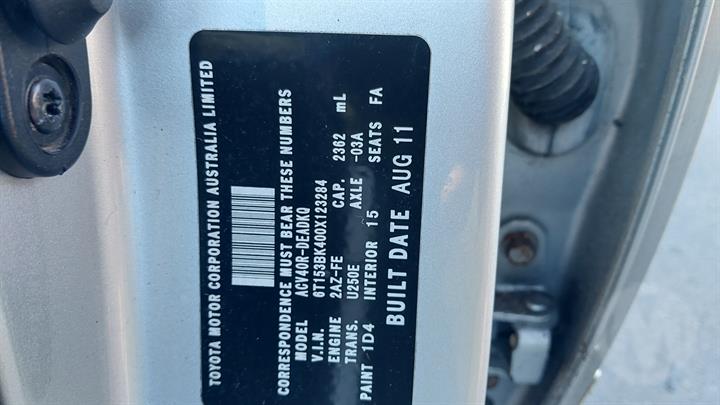 TOYOTA MOTOR CORPORATION AUSTRALIA LIMITED
CORRESPONDENCE MUST BEAR THESE NUMBERS
MODEL ACV40R-DEADKQ
V.I.N. 6T153BK400X123284
ENGINE 2AZ-FE CAP. 2362 mL
TRANS. U250E AXLE -03A
PAINT 1D4 INTERIOR 15 SEATS FA
BUILT DATE AUG 11